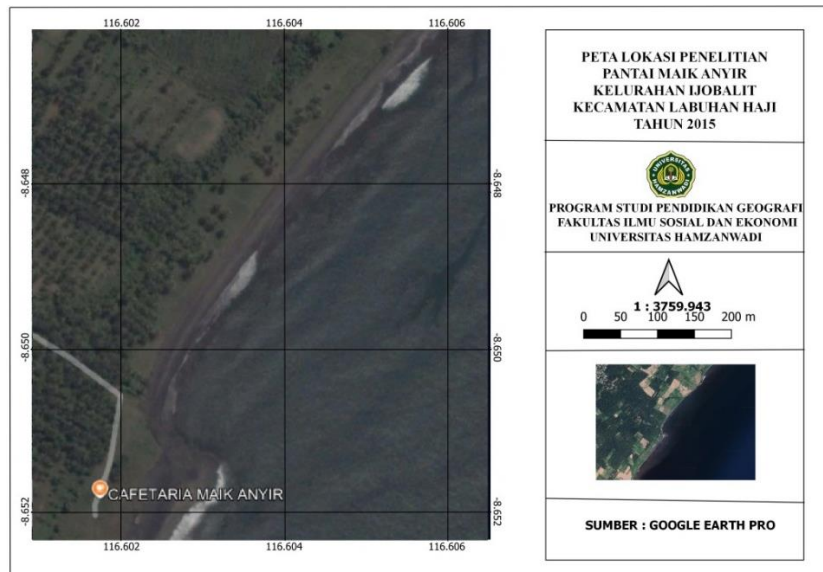 116.602
116.604
116.606
-8.648
-8.648
-8.650
-8.650
CAFETARIA MAIK ANYIR
-8.652
-8.652
116.602
116.604
116.606
PETA LOKASI PENELITIAN
PANTAI MAIK ANYIR
KELURAHAN IJOBALIT
KECAMATAN LABUHAN HAJI
TAHUN 2015
UNIVERSITAS
HAMZANWADI
PROGRAM STUDI PENDIDIKAN GEOGRAFI
FAKULTAS ILMU SOSIAL DAN EKONOMI
UNIVERSITAS HAMZANWADI
1 : 3759.943
0 50 100 150 200 m
SUMBER : GOOGLE EARTH PRO